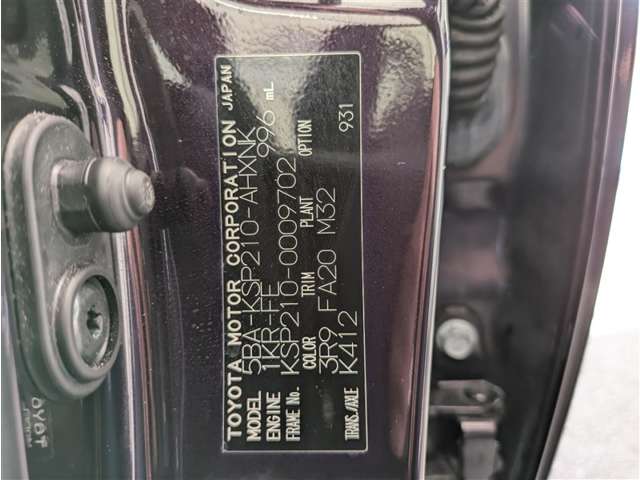 TOYOTA MOTOR CORPORATION JAPAN
MODEL 5BA-KSP210-AHXNK
ENGINE 1KR-FE 996 mL
FRAME No. KSP210-0009702
COLOR TRIM PLANT OPTION
3R9 FA20 M32 931
TRANS./AXLE K412